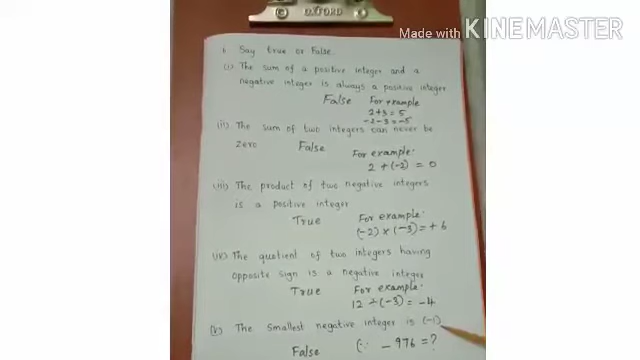 Made with KINEMASTER
OXFORD
1. Say true or False.
(i) The sum of a positive integer and a
negative integer is always a positive integer
False For example
2+3 = 5
-2-3 = -5
(ii) The sum of two integers can never be
zero False For example:
2 + (-2) = 0
(iii) The product of two negative integers
is a positive integer
True For example:
(-2) × (-3) = +6
(iv) The quotient of two integers having
opposite sign is a negative integer
True For example:
12 ÷ (-3) = -4
(v) The smallest negative integer is (-1)
False (∵ -976 = ?